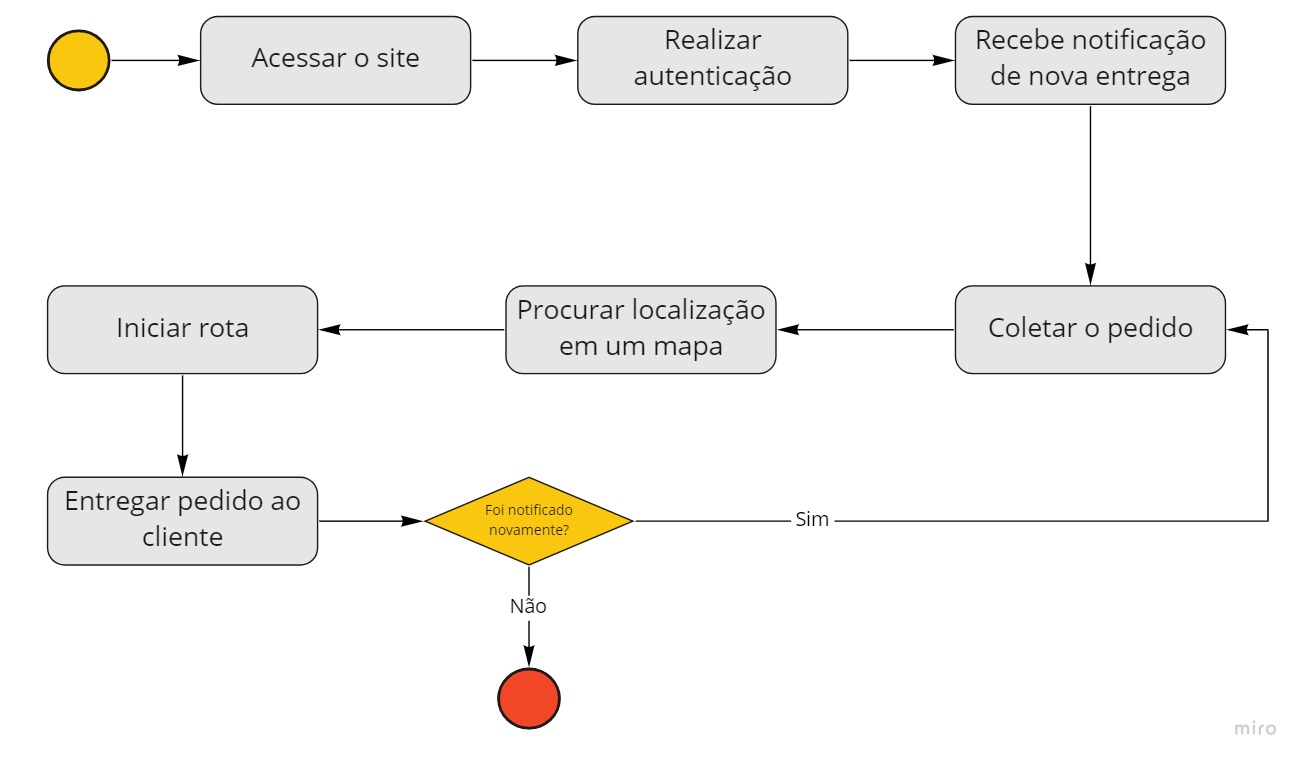 Acessar o site
Realizar
autenticação
Recebe notificação
de nova entrega
Iniciar rota
Procurar localização
em um mapa
Coletar o pedido
Entregar pedido ao
cliente
Foi notificado
novamente?
Sim
Não
miro